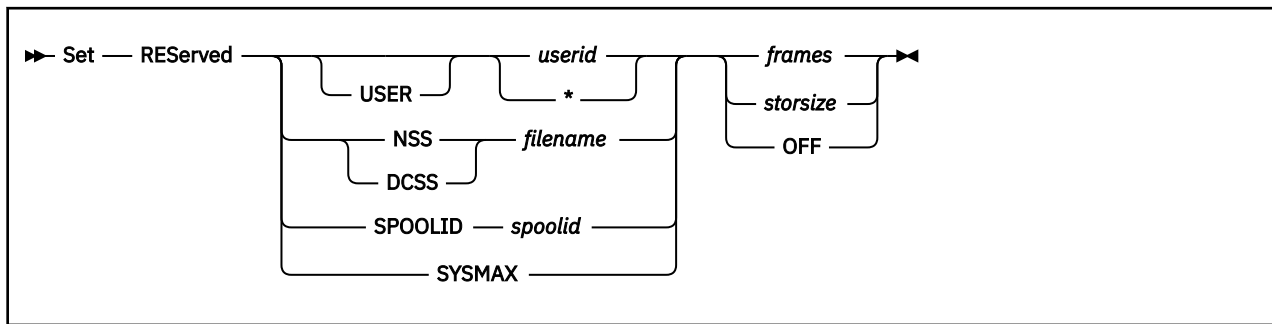 Set REServed userid frames
USER * storsize
NSS filename OFF
DCSS
SPOOLID spoolid
SYSMAX